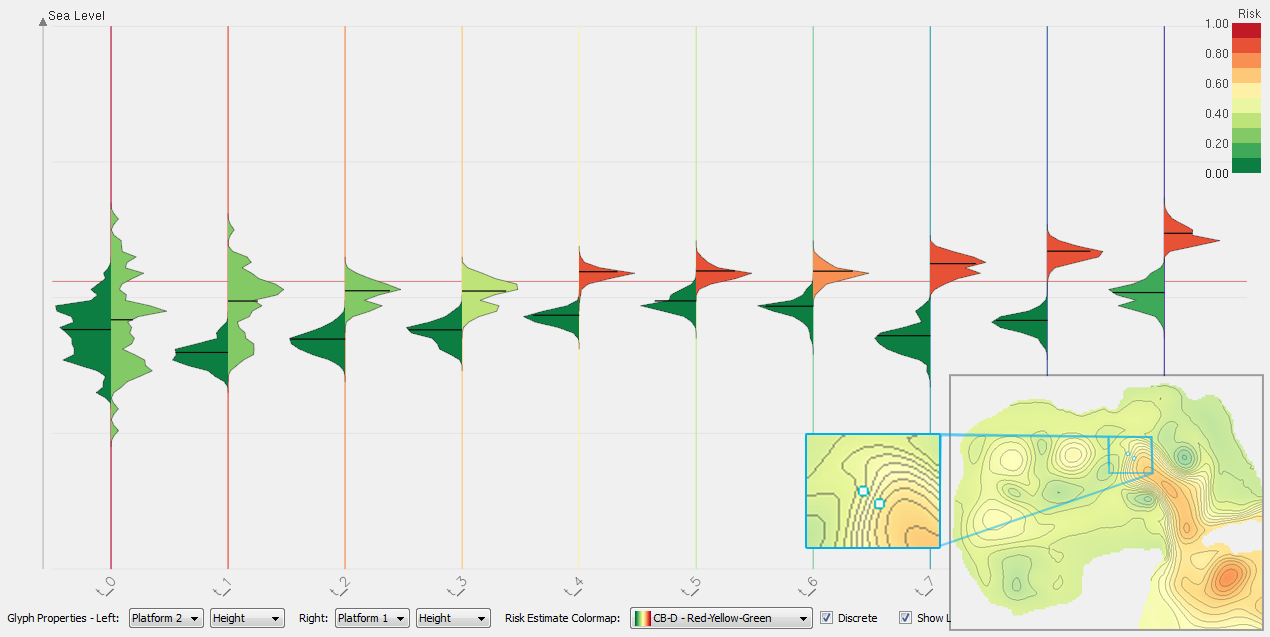 Sea Level
Risk
1.00
0.80
0.60
0.40
0.20
0.00
t_0
t_1
t_2
t_3
t_4
t_5
t_6
t_7
Glyph Properties - Left: Platform 2 Height Right: Platform 1 Height Risk Estimate Colormap: CB-D - Red-Yellow-Green Discrete Show